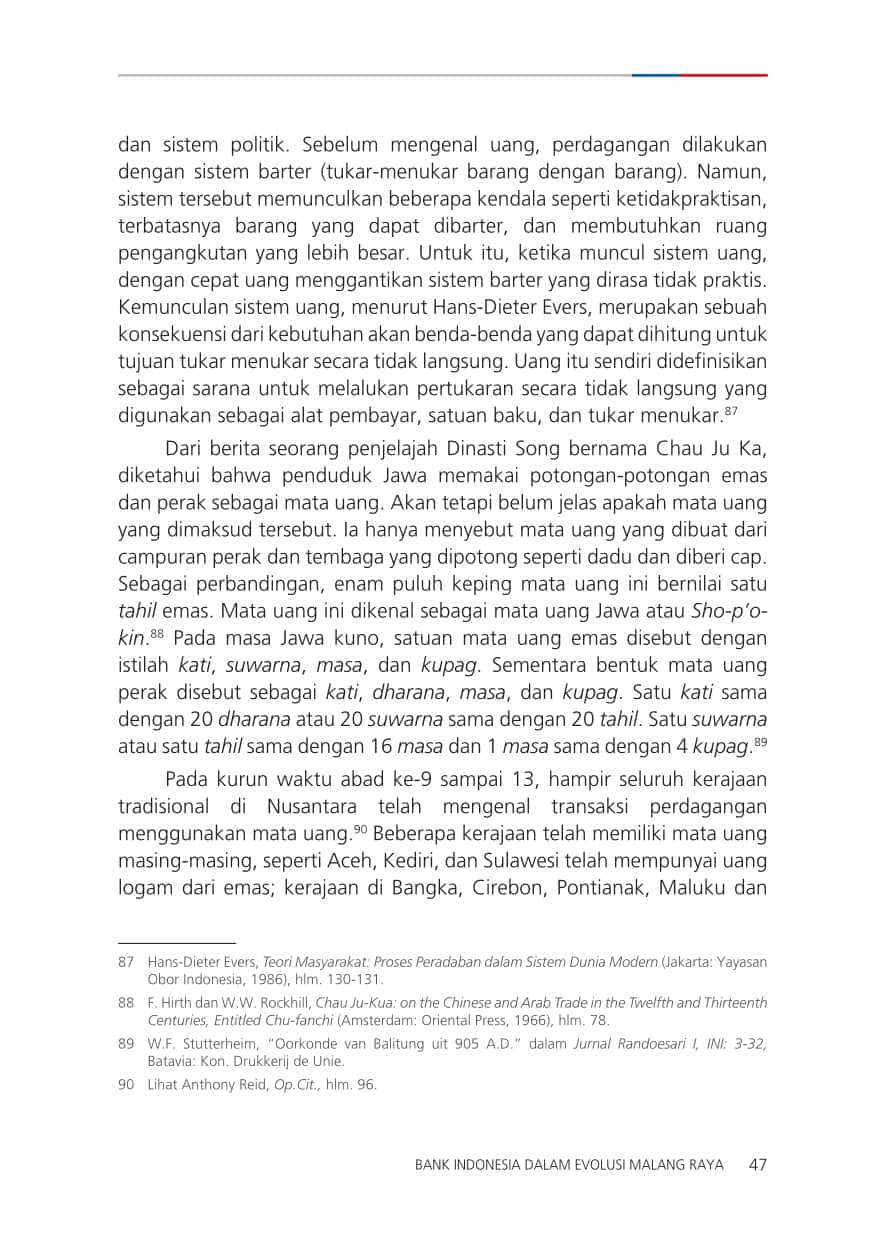 dan sistem politik. Sebelum mengenal uang, perdagangan dilakukan
dengan sistem barter (tukar-menukar barang dengan barang). Namun,
sistem tersebut memunculkan beberapa kendala seperti ketidakpraktisan,
terbatasnya barang yang dapat dibarter, dan membutuhkan ruang
pengangkutan yang lebih besar. Untuk itu, ketika muncul sistem uang,
dengan cepat uang menggantikan sistem barter yang dirasa tidak praktis.
Kemunculan sistem uang, menurut Hans-Dieter Evers, merupakan sebuah
konsekuensi dari kebutuhan akan benda-benda yang dapat dihitung untuk
tujuan tukar menukar secara tidak langsung. Uang itu sendiri didefinisikan
sebagai sarana untuk melalukan pertukaran secara tidak langsung yang
digunakan sebagai alat pembayar, satuan baku, dan tukar menukar.87
Dari berita seorang penjelajah Dinasti Song bernama Chau Ju Ka,
diketahui bahwa penduduk Jawa memakai potongan-potongan emas
dan perak sebagai mata uang. Akan tetapi belum jelas apakah mata uang
yang dimaksud tersebut. Ia hanya menyebut mata uang yang dibuat dari
campuran perak dan tembaga yang dipotong seperti dadu dan diberi cap.
Sebagai perbandingan, enam puluh keping mata uang ini bernilai satu
tahil emas. Mata uang ini dikenal sebagai mata uang Jawa atau Sho-p’o-
kin.88 Pada masa Jawa kuno, satuan mata uang emas disebut dengan
istilah kati, suwarna, masa, dan kupag. Sementara bentuk mata uang
perak disebut sebagai kati, dharana, masa, dan kupag. Satu kati sama
dengan 20 dharana atau 20 suwarna sama dengan 20 tahil. Satu suwarna
atau satu tahil sama dengan 16 masa dan 1 masa sama dengan 4 kupag.89
Pada kurun waktu abad ke-9 sampai 13, hampir seluruh kerajaan
tradisional di Nusantara telah mengenal transaksi perdagangan
menggunakan mata uang.90 Beberapa kerajaan telah memiliki mata uang
masing-masing, seperti Aceh, Kediri, dan Sulawesi telah mempunyai uang
logam dari emas; kerajaan di Bangka, Cirebon, Pontianak, Maluku dan
87 Hans-Dieter Evers, Teori Masyarakat: Proses Peradaban dalam Sistem Dunia Modern (Jakarta: Yayasan
Obor Indonesia, 1986), hlm. 130-131.
88 F. Hirth dan W.W. Rockhill, Chau Ju-Kua: on the Chinese and Arab Trade in the Twelfth and Thirteenth
Centuries, Entitled Chu-fanchi (Amsterdam: Oriental Press, 1966), hlm. 78.
89 W.F. Stutterheim, “Oorkonde van Balitung uit 905 A.D.” dalam Jurnal Randoesari I, INI: 3-32,
Batavia: Kon. Drukkerij de Unie.
90 Lihat Anthony Reid, Op.Cit., hlm. 96.
BANK INDONESIA DALAM EVOLUSI MALANG RAYA 47